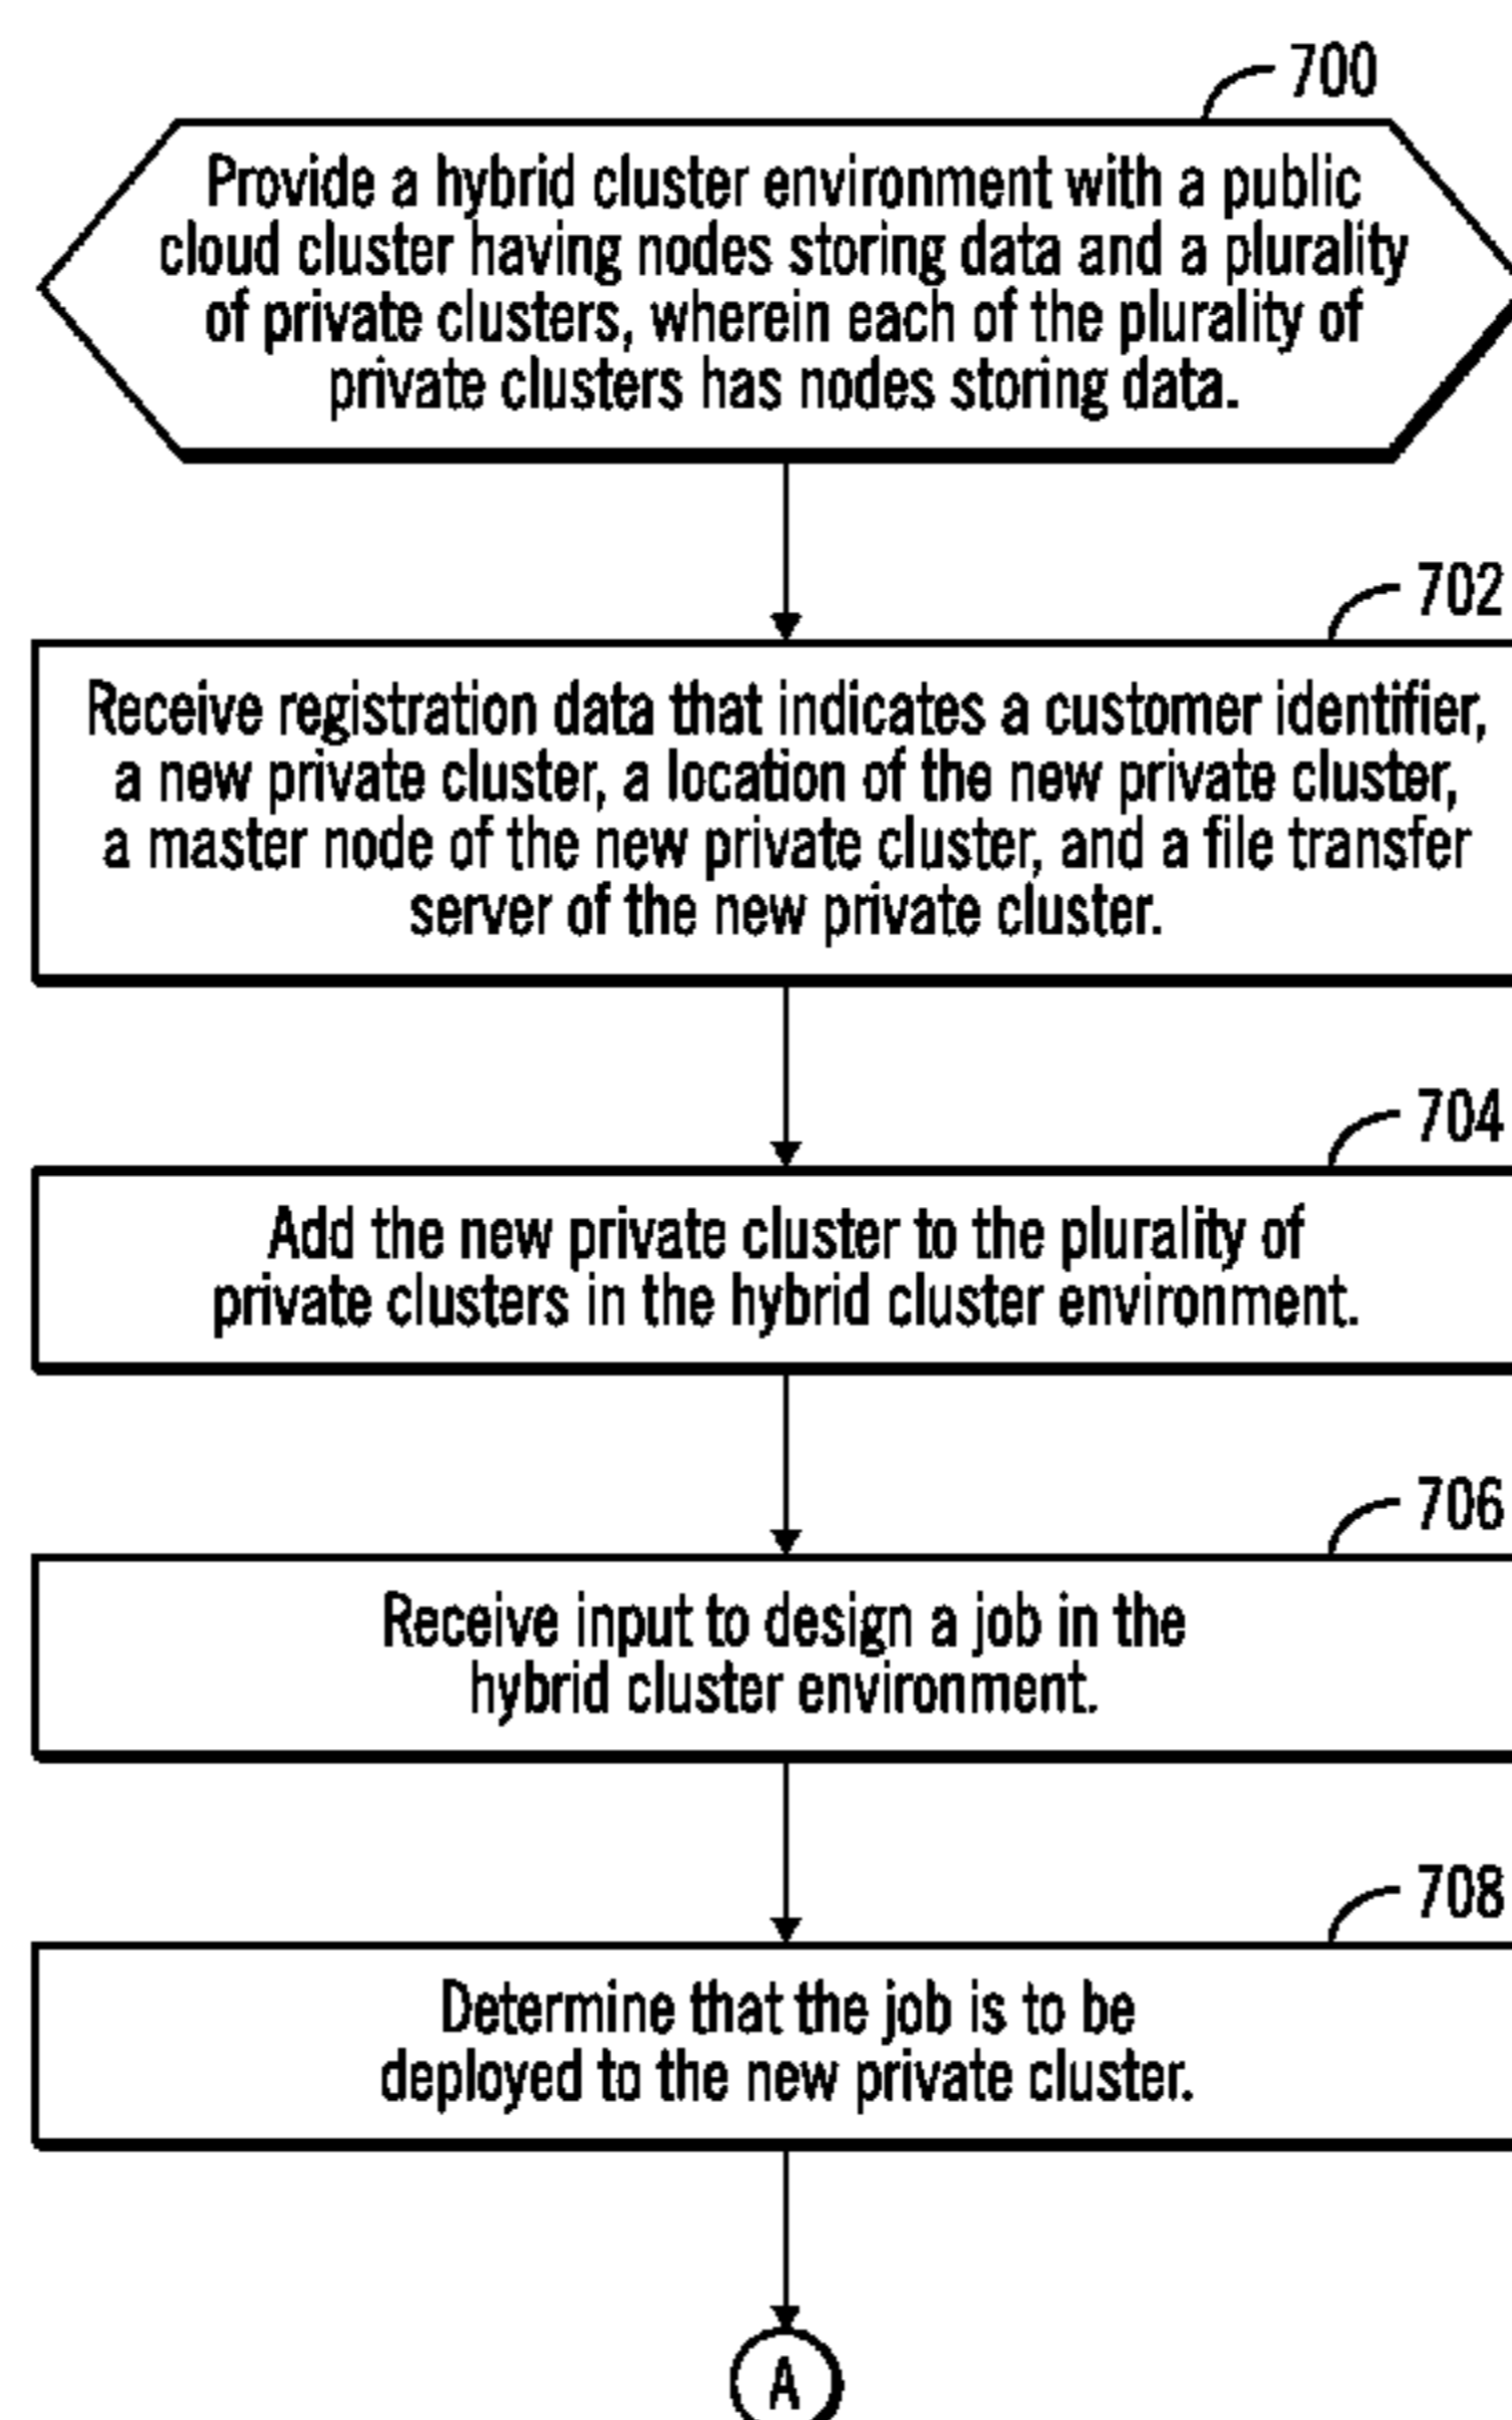 700
Provide a hybrid cluster environment with a public
cloud cluster having nodes storing data and a plurality
of private clusters, wherein each of the plurality of
private clusters has nodes storing data.
702
Receive registration data that indicates a customer identifier,
a new private cluster, a location of the new private cluster,
a master node of the new private cluster, and a file transfer
server of the new private cluster.
704
Add the new private cluster to the plurality of
private clusters in the hybrid cluster environment.
706
Receive input to design a job in the
hybrid cluster environment.
708
Determine that the job is to be
deployed to the new private cluster.
A